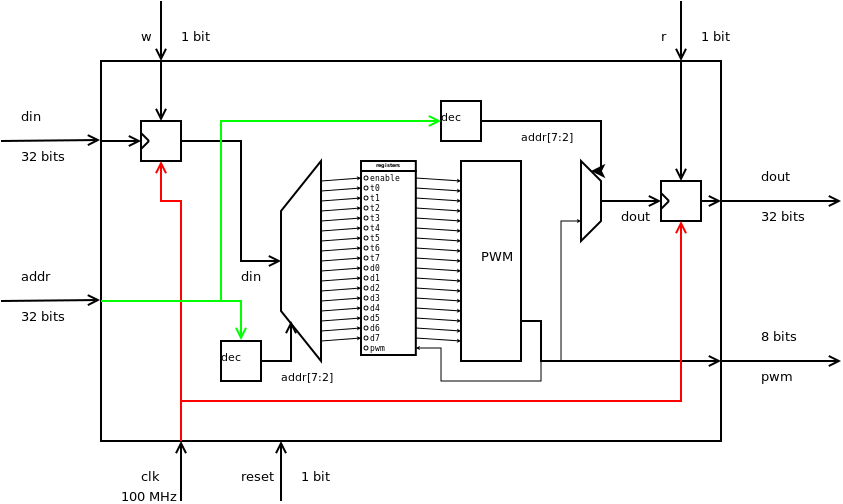 w 1 bit
r 1 bit
din
32 bits
dec
addr[7:2]
registers
enable
t0
t1
t2
t3
t4
t5
t6
t7
d0
d1
d2
d3
d4
d5
d6
d7
pwm
PWM
dout
dout
32 bits
addr
32 bits
din
dec
addr[7:2]
8 bits
pwm
clk
100 MHz
reset 1 bit